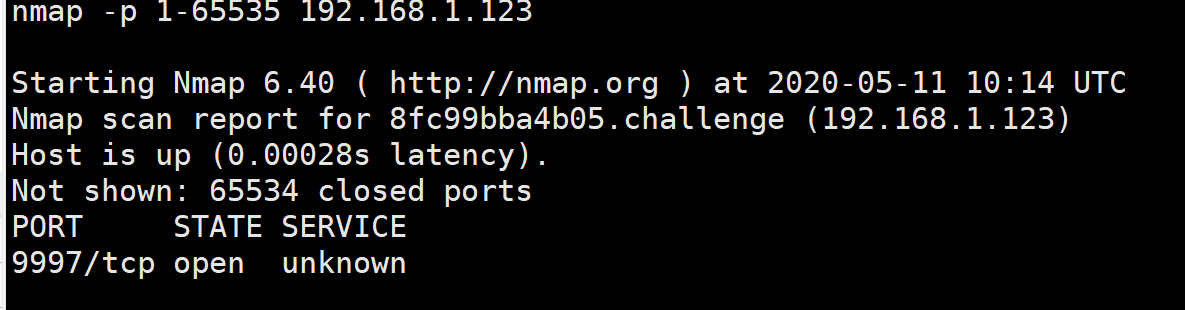 nmap -p 1-65535 192.168.1.123
Starting Nmap 6.40 ( http://nmap.org ) at 2020-05-11 10:14 UTC
Nmap scan report for 8fc99bba4b05.challenge (192.168.1.123)
Host is up (0.00028s latency).
Not shown: 65534 closed ports
PORT     STATE SERVICE
9997/tcp open  unknown